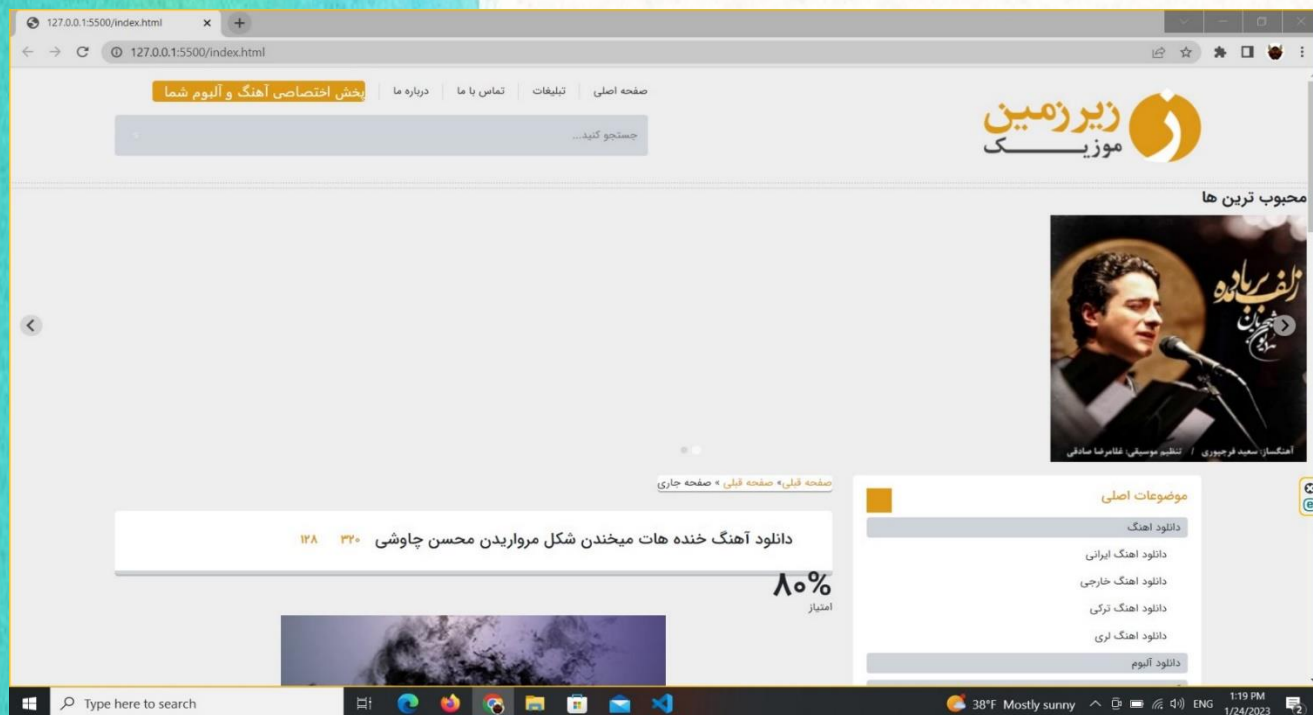 127.0.0.1:5500/index.html
127.0.0.1:5500/index.html
زیرزمین
موزیک
صفحه اصلی
تبلیغات
تماس با ما
درباره ما
پخش اختصاصی آهنگ و آلبوم شما
جستجو کنید...
محبوب ترین ها
زلف بر باد مده
همایون شجریان
آهنگساز: سعید فرجپوری / تنظیم موسیقی: غلامرضا صادقی
موضوعات اصلی
دانلود اهنگ
دانلود اهنگ ایرانی
دانلود اهنگ خارجی
دانلود اهنگ ترکی
دانلود اهنگ لری
دانلود آلبوم
صفحه قبلی» صفحه قبلی » صفحه جاری
دانلود آهنگ خنده هات میخندن شکل مرواریدن محسن چاوشی ۳۲۰ ۱۲۸
۸۰%
امتیاز
Type here to search
38°F Mostly sunny
ENG
1:19 PM
1/24/2023
2